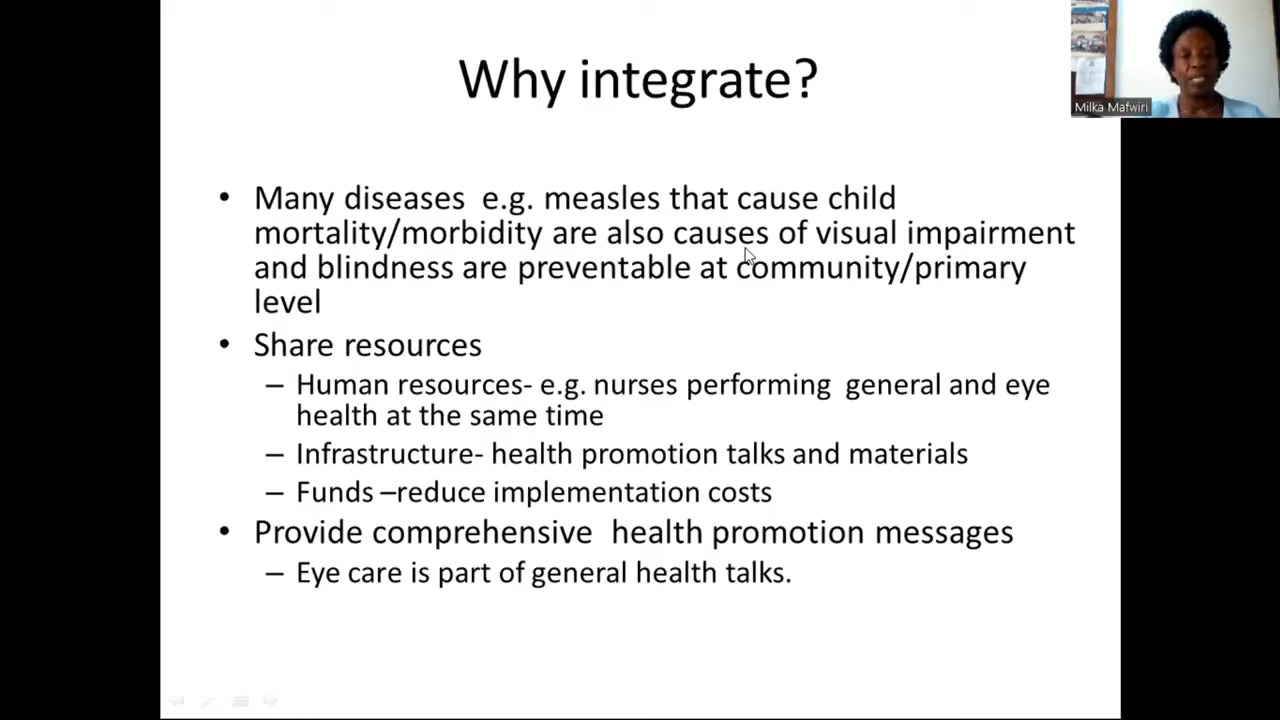 Why integrate?
Milka Mafwiri
• Many diseases e.g. measles that cause child
mortality/morbidity are also causes of visual impairment
and blindness are preventable at community/primary
level
• Share resources
– Human resources- e.g. nurses performing general and eye
health at the same time
– Infrastructure- health promotion talks and materials
– Funds –reduce implementation costs
• Provide comprehensive health promotion messages
– Eye care is part of general health talks.